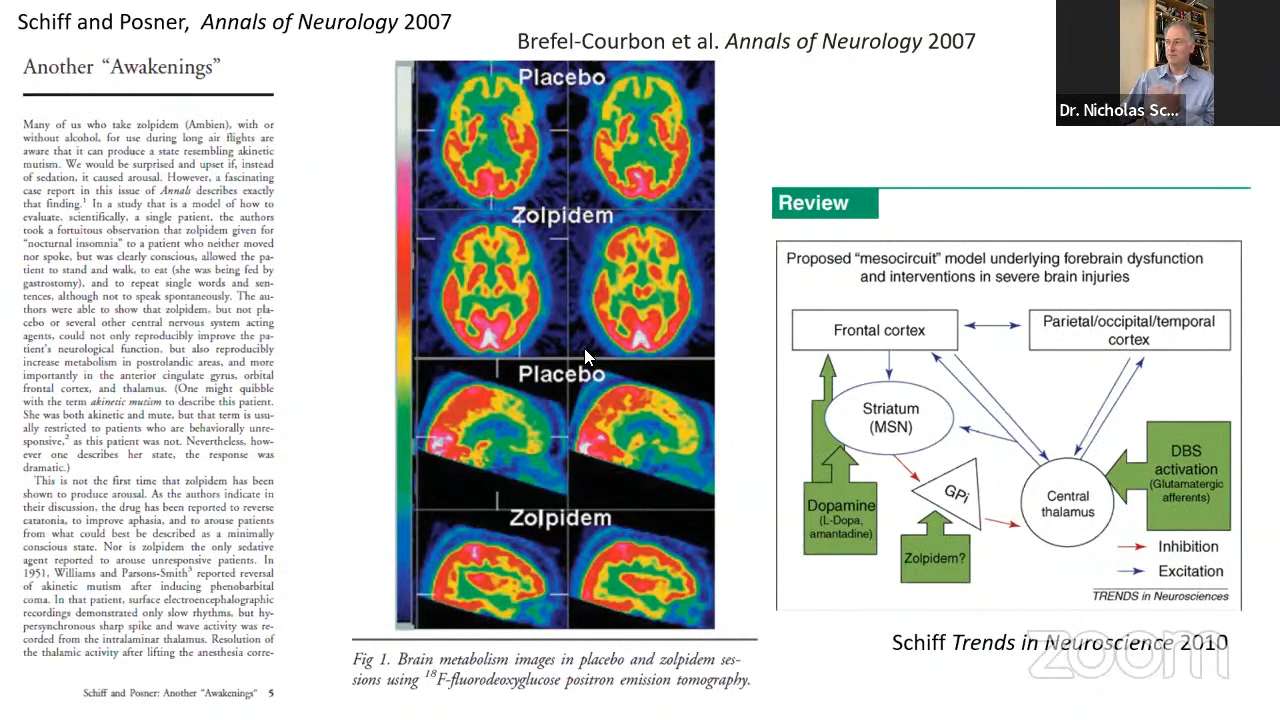 Schiff and Posner, Annals of Neurology 2007
Another “Awakenings”
Many of us who take zolpidem (Ambien), with or
without alcohol, for use during long air flights are
aware that it can produce a state resembling akinetic
mutism. We would be surprised and upset if, instead
of sedation, it caused arousal. However, a fascinating
case report in this issue of Annals describes exactly
that finding.1 In a study that is a model of how to
evaluate, scientifically, a single patient, the authors
took a fortuitous observation that zolpidem given for
“nocturnal insomnia” to a patient who neither moved
nor spoke, but was clearly conscious, allowed the pa-
tient to stand and walk, to eat (she was being fed by
gastrostomy), and to repeat single words and sen-
tences, although not to speak spontaneously. The au-
thors were able to show that zolpidem, but not pla-
cebo or several other central nervous system acting
agents, could not only reproducibly improve the pa-
tient’s neurological function, but also reproducibly
increase metabolism in postrolandic areas, and more
importantly in the anterior cingulate gyrus, orbital
frontal cortex, and thalamus. (One might quibble
with the term akinetic mutism to describe this patient.
She was both akinetic and mute, but that term is usu-
ally restricted to patients who are behaviorally unre-
sponsive,2 as this patient was not. Nevertheless, how-
ever one describes her state, the response was
dramatic.)
This is not the first time that zolpidem has been
shown to produce arousal. As the authors indicate in
their discussion, the drug has been reported to reverse
catatonia, to improve aphasia, and to arouse patients
from what could best be described as a minimally
conscious state. Nor is zolpidem the only sedative
agent reported to arouse unresponsive patients. In
1951, Williams and Parsons-Smith3 reported reversal
of akinetic mutism after inducing phenobarbital
coma. In that patient, surface electroencephalographic
recordings demonstrated only slow rhythms, but hy-
persynchronous sharp spike and wave activity was re-
corded from the intralaminar thalamus. Resolution of
the thalamic activity after lifting the anesthesia corre-
Schiff and Posner: Another “Awakenings” 5
Brefel-Courbon et al. Annals of Neurology 2007
Placebo
Zolpidem
Placebo
Zolpidem
Fig 1. Brain metabolism images in placebo and zolpidem ses-
sions using 18F-fluorodeoxyglucose positron emission tomography.
Dr. Nicholas Sc...
Review
Proposed “mesocircuit” model underlying forebrain dysfunction
and interventions in severe brain injuries
Frontal cortex
Parietal/occipital/temporal
cortex
Striatum
(MSN)
GPi
Central
thalamus
Dopamine
(L-Dopa,
amantadine)
Zolpidem?
DBS
activation
(Glutamatergic
afferents)
Inhibition
Excitation
TRENDS in Neurosciences
Schiff Trends in Neuroscience 2010
zoom